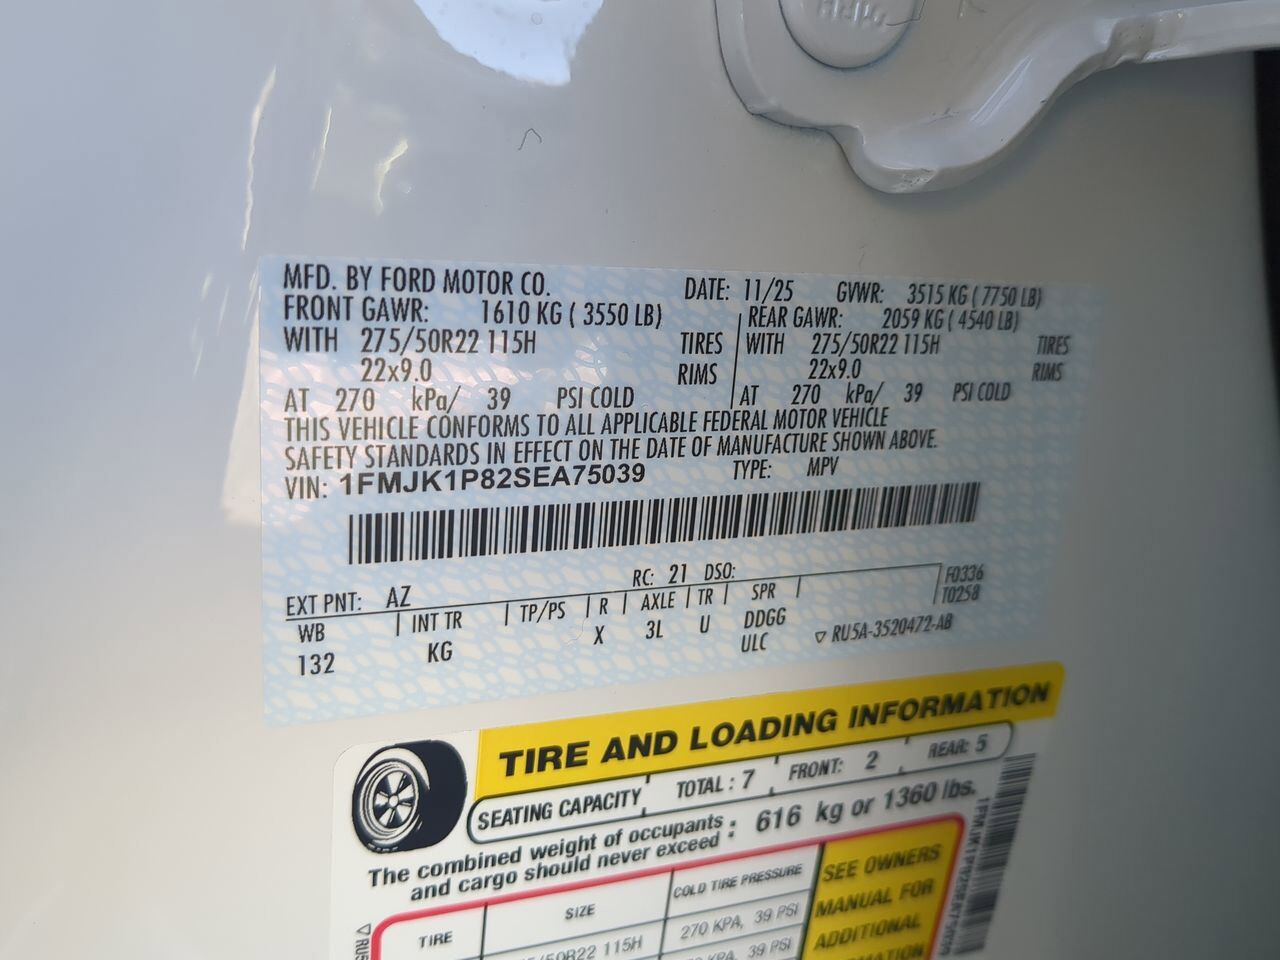 MFD. BY FORD MOTOR CO. DATE: 11/25 GVWR: 3515 KG ( 7750 LB)
FRONT GAWR: 1610 KG ( 3550 LB) REAR GAWR: 2059 KG ( 4540 LB)
WITH 275/50R22 115H TIRES WITH 275/50R22 115H TIRES
22x9.0 RIMS 22x9.0 RIMS
AT 270 kPa/ 39 PSI COLD AT 270 kPa/ 39 PSI COLD
THIS VEHICLE CONFORMS TO ALL APPLICABLE FEDERAL MOTOR VEHICLE
SAFETY STANDARDS IN EFFECT ON THE DATE OF MANUFACTURE SHOWN ABOVE.
VIN: 1FMJK1P82SEA75039 TYPE: MPV
EXT PNT: AZ RC: 21 DSO: F0336
WB INT TR TP/PS R AXLE TR SPR T0258
132 KG X 3L U DDGG
ULC ▽ RU5A-3520472-AB
TIRE AND LOADING INFORMATION
SEATING CAPACITY TOTAL : 7 FRONT: 2 REAR: 5
The combined weight of occupants and cargo should never exceed : 616 kg or 1360 lbs.
TIRE SIZE COLD TIRE PRESSURE
/50R22 115H 270 KPA, 39 PSI
KPA, 39 PSI
SEE OWNERS
MANUAL FOR
ADDITIONAL